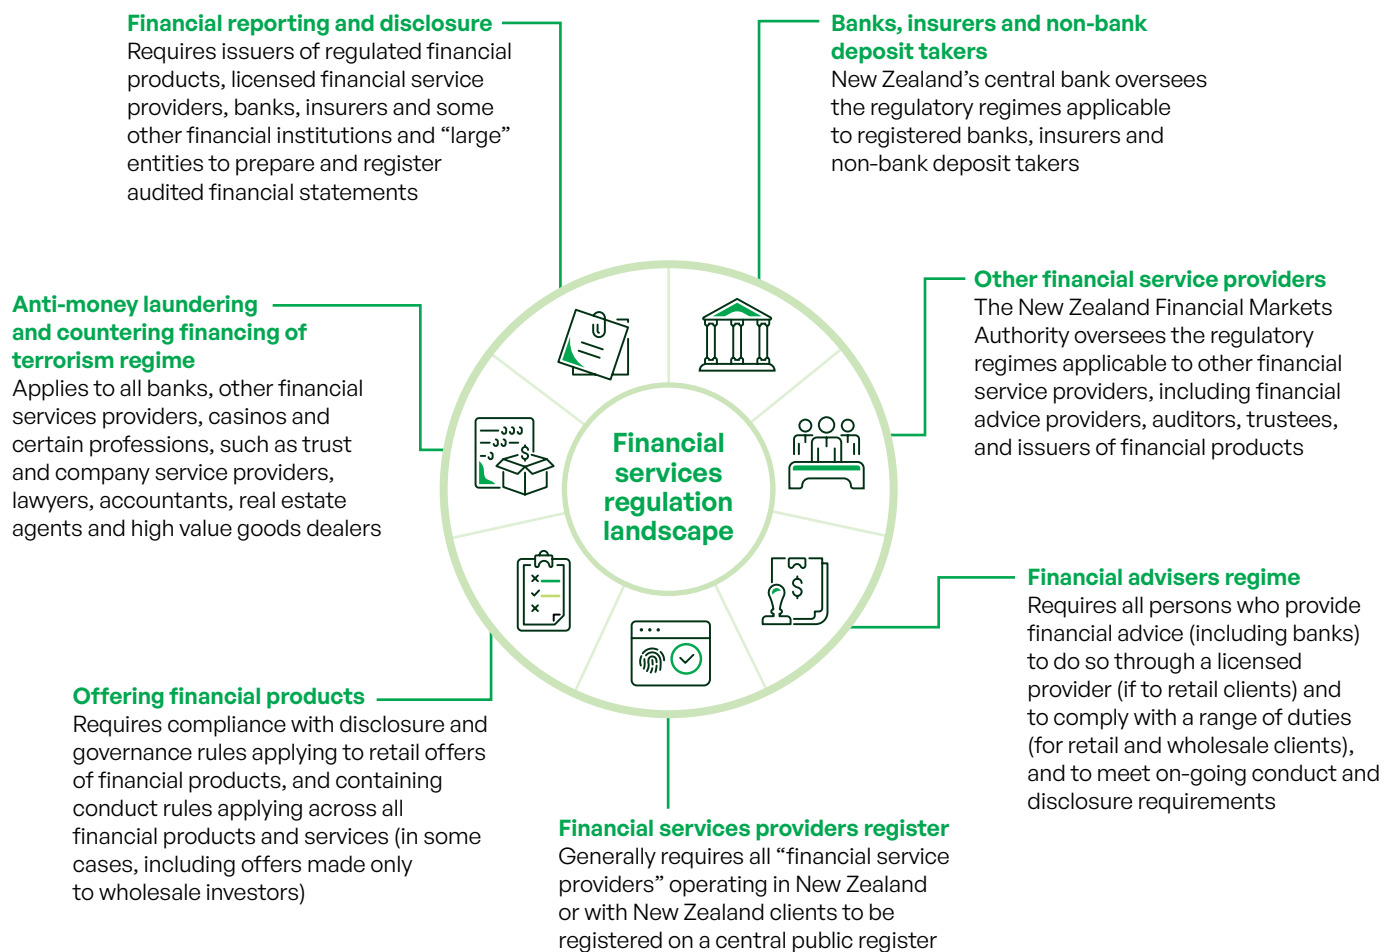 Financial reporting and disclosure
Requires issuers of regulated financial
products, licensed financial service
providers, banks, insurers and some
other financial institutions and “large”
entities to prepare and register
audited financial statements
Banks, insurers and non-bank
deposit takers
New Zealand’s central bank oversees
the regulatory regimes applicable
to registered banks, insurers and
non-bank deposit takers
Other financial service providers
The New Zealand Financial Markets
Authority oversees the regulatory
regimes applicable to other financial
service providers, including financial
advice providers, auditors, trustees,
and issuers of financial products
Anti-money laundering
and countering financing of
terrorism regime
Applies to all banks, other financial
services providers, casinos and
certain professions, such as trust
and company service providers,
lawyers, accountants, real estate
agents and high value goods dealers
Financial
services
regulation
landscape
$
$
Financial advisers regime
Requires all persons who provide
financial advice (including banks)
to do so through a licensed
provider (if to retail clients) and
to comply with a range of duties
(for retail and wholesale clients),
and to meet on-going conduct and
disclosure requirements
Offering financial products
Requires compliance with disclosure and
governance rules applying to retail offers
of financial products, and containing
conduct rules applying across all
financial products and services (in some
cases, including offers made only
to wholesale investors)
Financial services providers register
Generally requires all “financial service
providers” operating in New Zealand
or with New Zealand clients to be
registered on a central public register